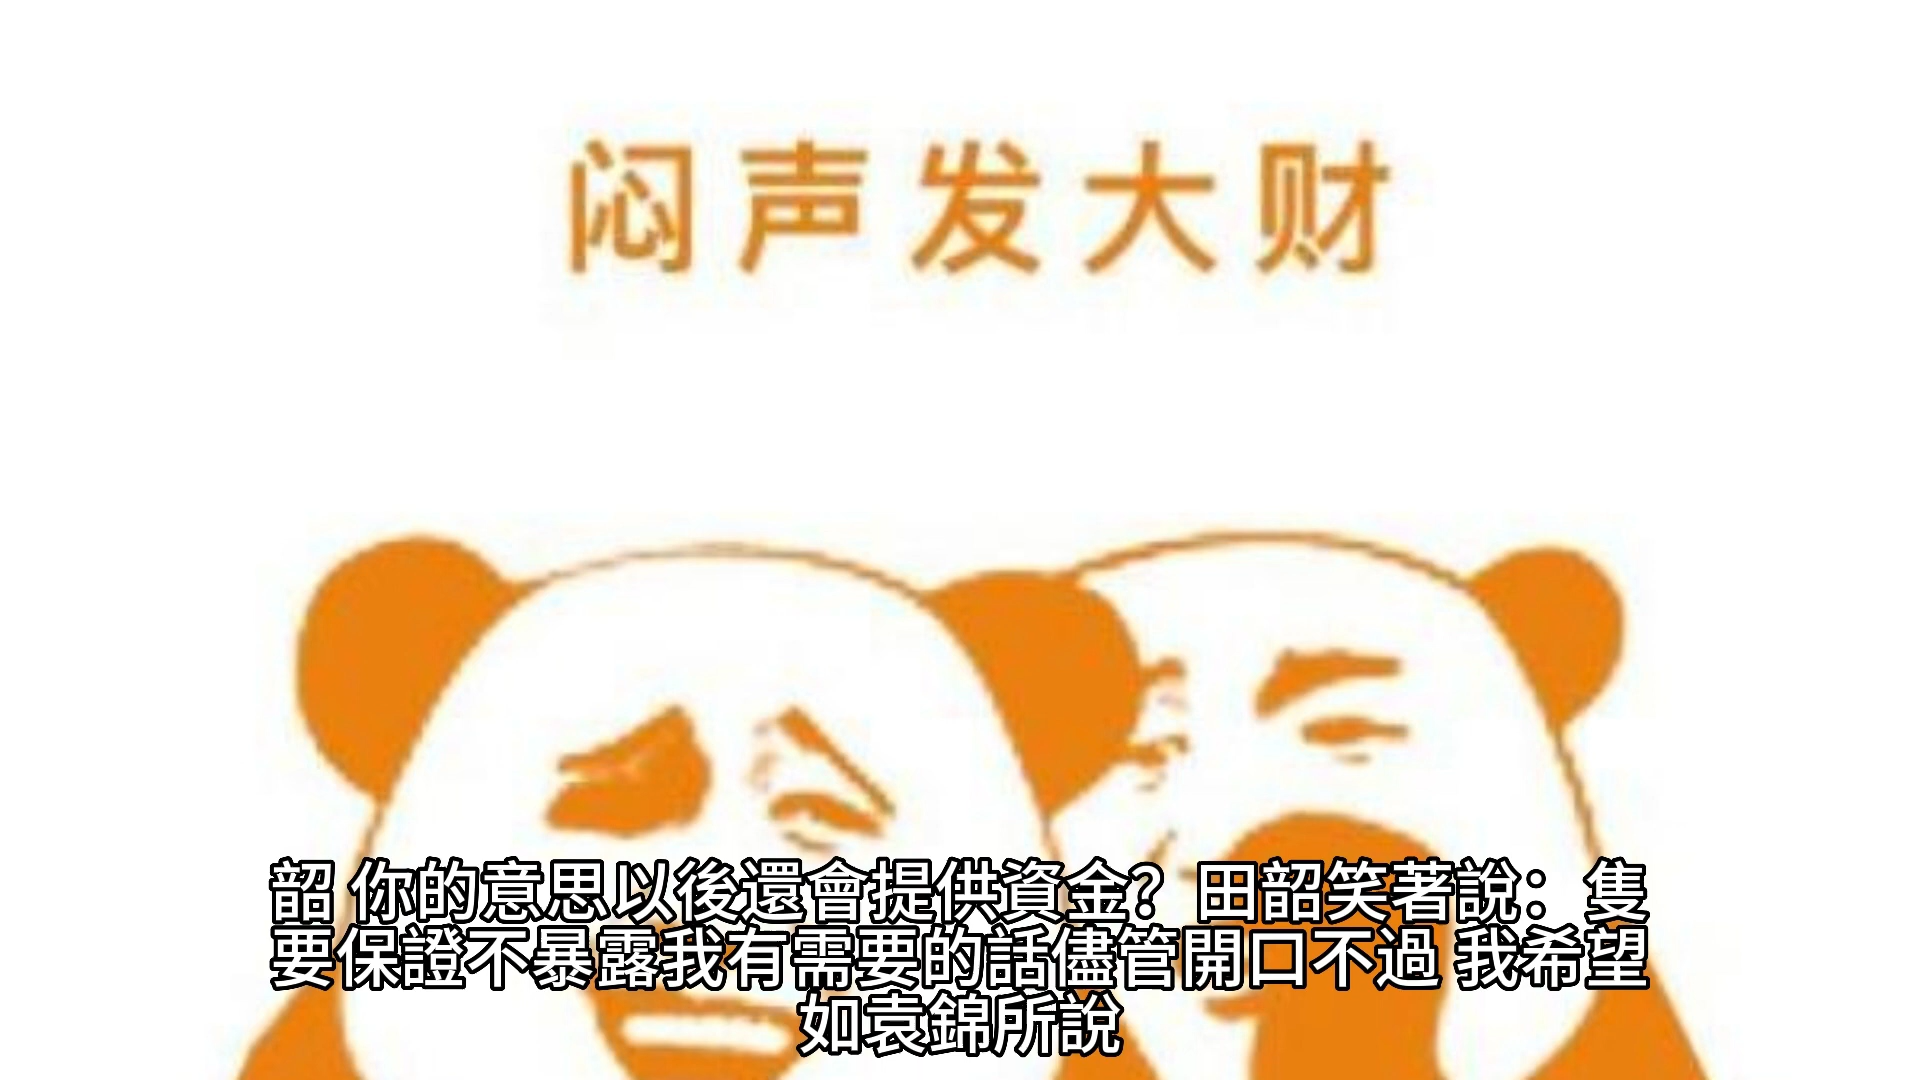 闷声发大财
韶 你的意思以後還會提供資金？田韶笑著說：隻
要保證不暴露我有需要的話儘管開口不過 我希望
如袁錦所說